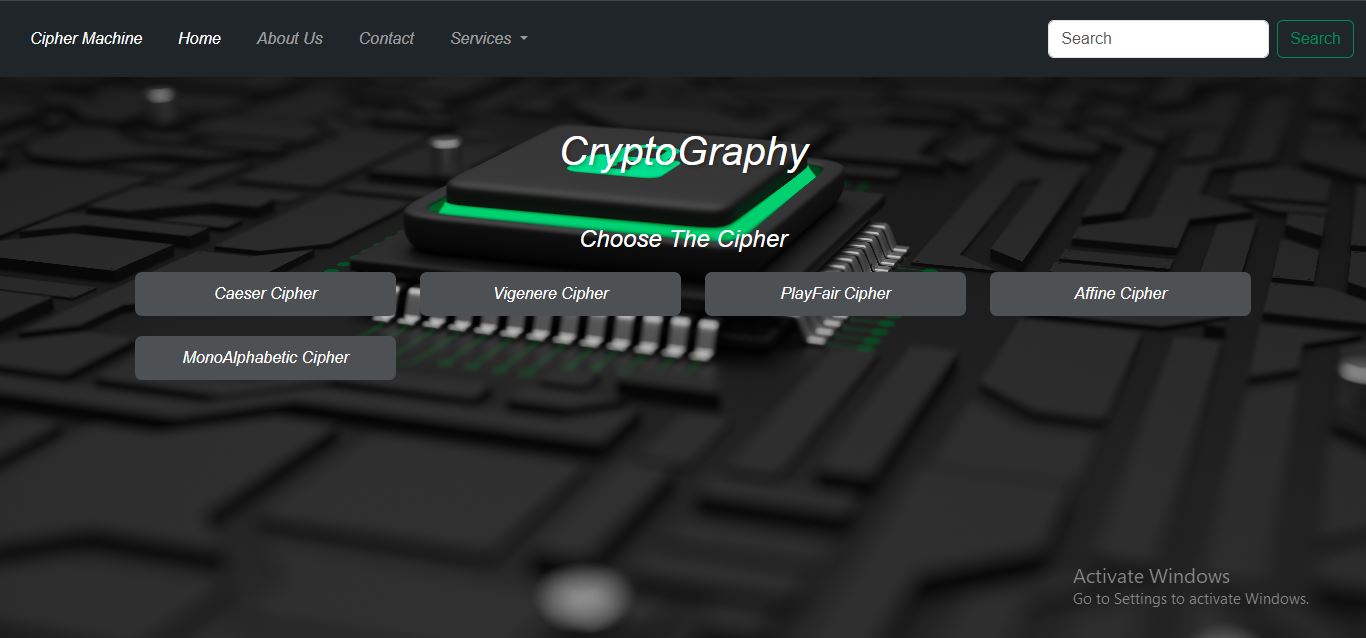 Cipher Machine Home About Us Contact Services Search Search
CryptoGraphy
Choose The Cipher
Caeser Cipher Vigenere Cipher PlayFair Cipher Affine Cipher
MonoAlphabetic Cipher
Activate Windows
Go to Settings to activate Windows.